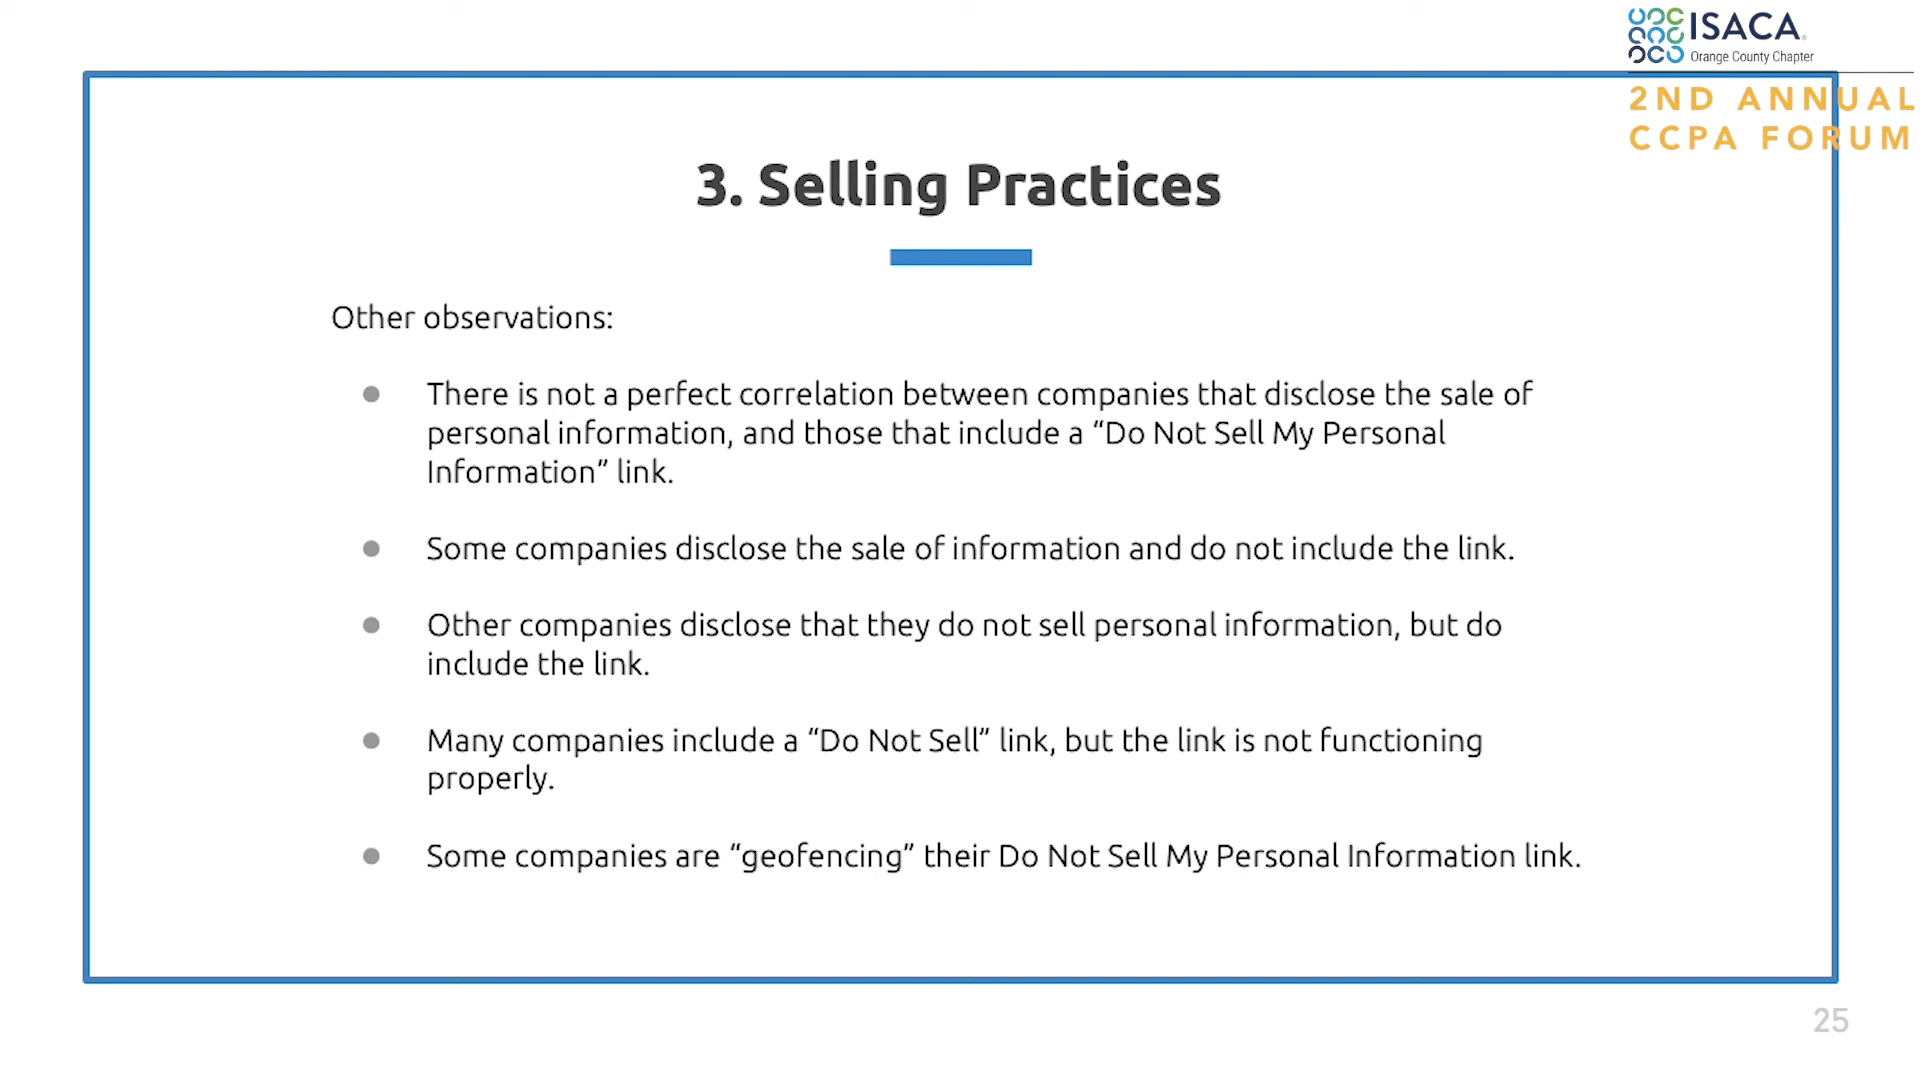 ISACA
Orange County Chapter
2ND ANNUAL
CCPA FORUM
3. Selling Practices
Other observations:
● There is not a perfect correlation between companies that disclose the sale of
personal information, and those that include a “Do Not Sell My Personal
Information” link.
● Some companies disclose the sale of information and do not include the link.
● Other companies disclose that they do not sell personal information, but do
include the link.
● Many companies include a “Do Not Sell” link, but the link is not functioning
properly.
● Some companies are “geofencing” their Do Not Sell My Personal Information link.
25